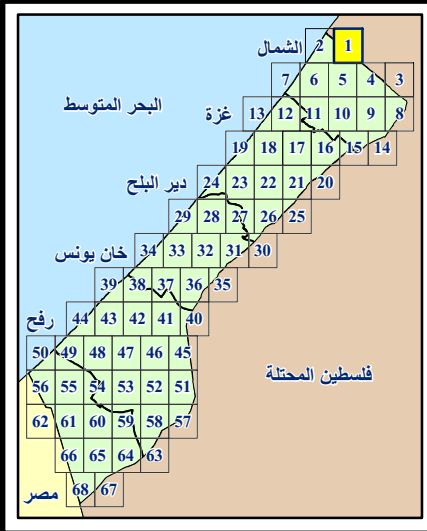 الشمال 2 1
7 6 5 4 3
البحر المتوسط
غزة 13 12 11 10 9 8
19 18 17 16 15 14
دير البلح 24 23 22 21 20
29 28 27 26 25
خان يونس 34 33 32 31 30
39 38 37 36 35
رفح 44 43 42 41 40
50 49 48 47 46 45
فلسطين المحتلة
56 55 54 53 52 51
62 61 60 59 58 57
66 65 64 63
مصر 68 67